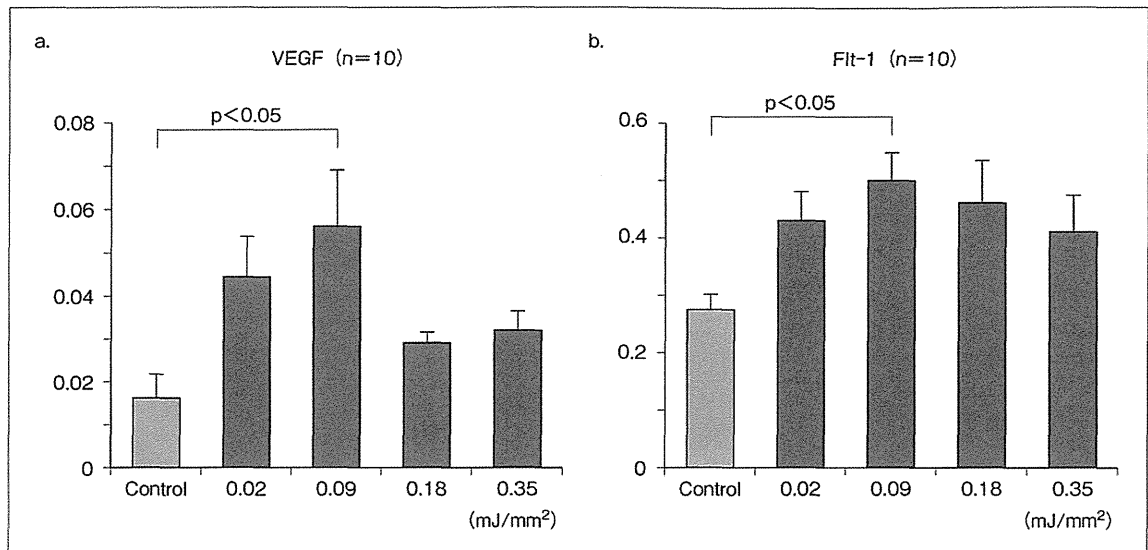 a.
VEGF (n=10)
p<0.05
0.08
0.06
0.04
0.02
0
Control 0.02 0.09 0.18 0.35
(mJ/mm²)
b.
Flt-1 (n=10)
p<0.05
0.6
0.4
0.2
0
Control 0.02 0.09 0.18 0.35
(mJ/mm²)